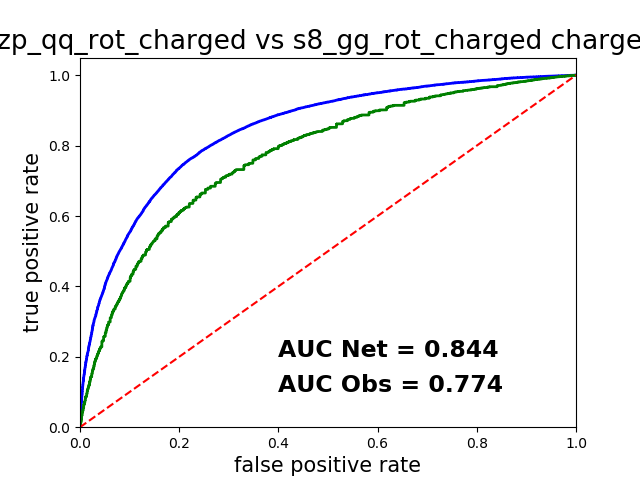 zp_qq_rot_charged vs s8_gg_rot_charged charge
1.0
0.8
0.6
0.4
0.2
0.0
true positive rate
AUC Net = 0.844
AUC Obs = 0.774
0.0 0.2 0.4 0.6 0.8 1.0
false positive rate